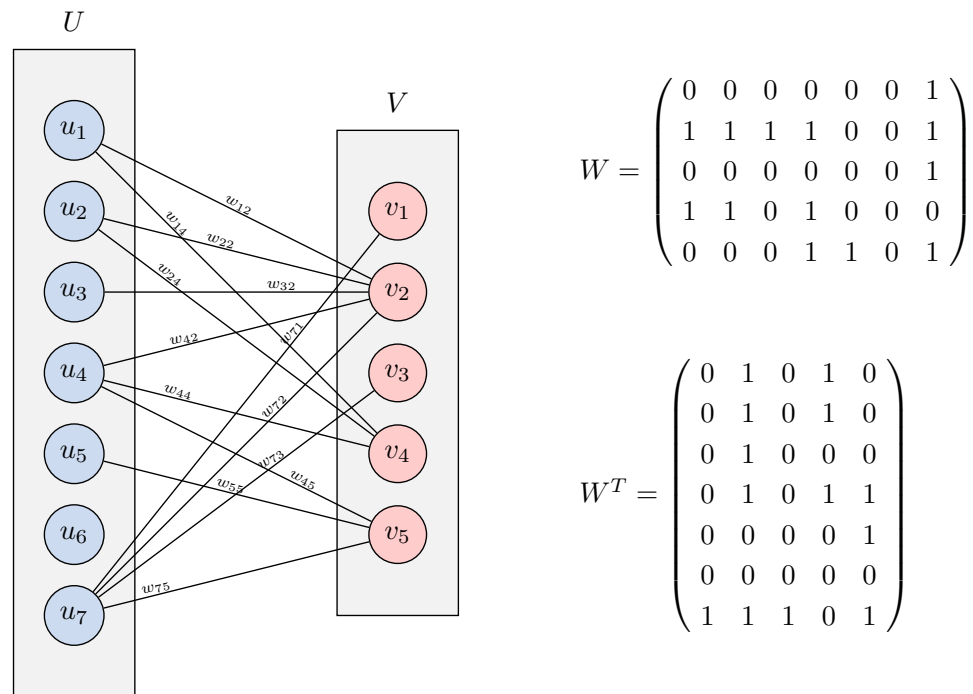 U
V
u₁
u₂
u₃
u₄
u₅
u₆
u₇
v₁
v₂
v₃
v₄
v₅
w₁₂
w₁₄
w₂₂
w₂₄
w₃₂
w₄₂
w₄₄
w₄₅
w₅₅
w₇₁
w₇₂
w₇₃
w₇₅
W =
0 0 0 0 0 0 1
1 1 1 1 0 0 1
0 0 0 0 0 0 1
1 1 0 1 0 0 0
0 0 0 1 1 0 1
Wᵀ =
0 1 0 1 0
0 1 0 1 0
0 1 0 0 0
0 1 0 1 1
0 0 0 0 1
0 0 0 0 0
1 1 1 0 1